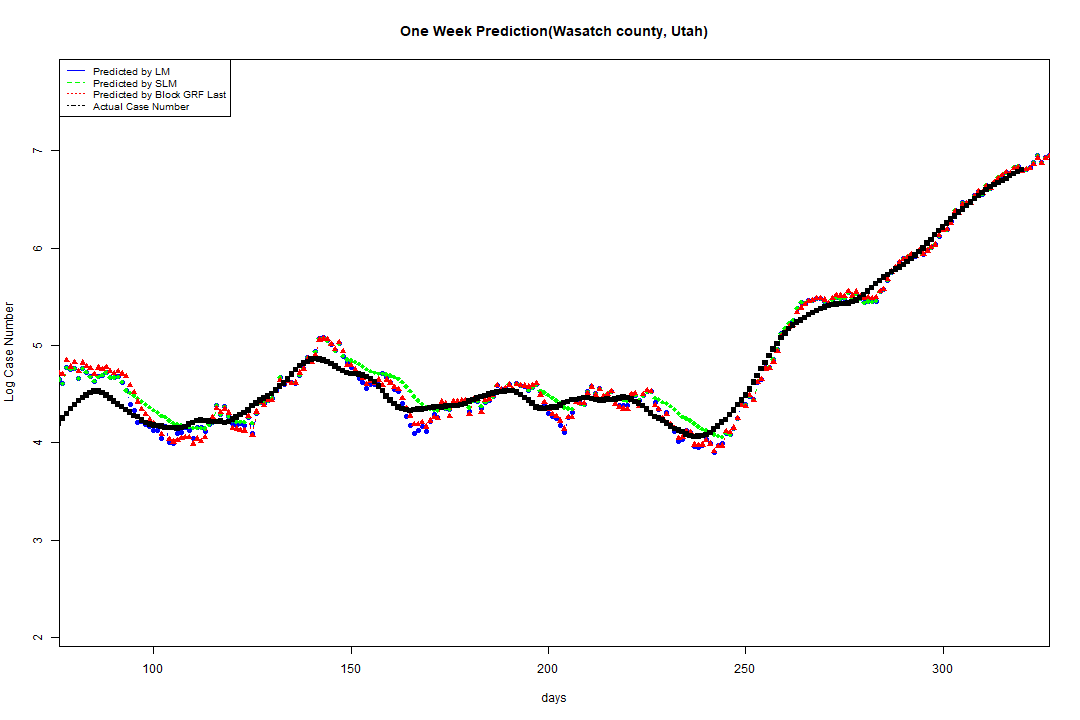 One Week Prediction(Wasatch county, Utah)
Predicted by LM
Predicted by SLM
Predicted by Block GRF Last
Actual Case Number
Log Case Number
7
6
5
4
3
2
100 150 200 250 300
days